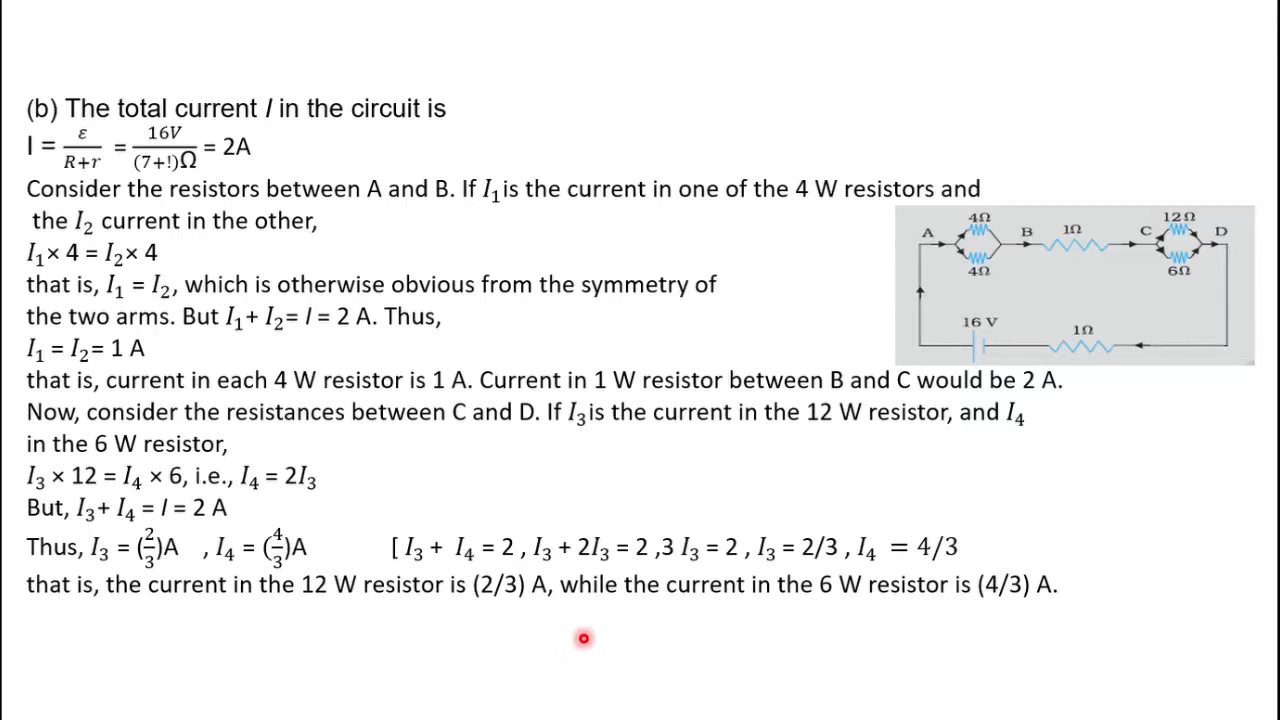 (b) The total current I in the circuit is
I = ε/(R+r) = 16V/((7+!)Ω) = 2A
Consider the resistors between A and B. If I₁is the current in one of the 4 W resistors and
the I₂ current in the other,
I₁× 4 = I₂× 4
that is, I₁ = I₂, which is otherwise obvious from the symmetry of
the two arms. But I₁+ I₂= I = 2 A. Thus,
I₁ = I₂= 1 A
that is, current in each 4 W resistor is 1 A. Current in 1 W resistor between B and C would be 2 A.
Now, consider the resistances between C and D. If I₃is the current in the 12 W resistor, and I₄
in the 6 W resistor,
I₃ × 12 = I₄ × 6, i.e., I₄ = 2I₃
But, I₃+ I₄ = I = 2 A
Thus, I₃ = (2/3)A , I₄ = (4/3)A [ I₃ + I₄ = 2 , I₃ + 2I₃ = 2 ,3 I₃ = 2 , I₃ = 2/3 , I₄ = 4/3
that is, the current in the 12 W resistor is (2/3) A, while the current in the 6 W resistor is (4/3) A.
4Ω 12Ω
A B 1Ω C D
4Ω 6Ω
16 V 1Ω